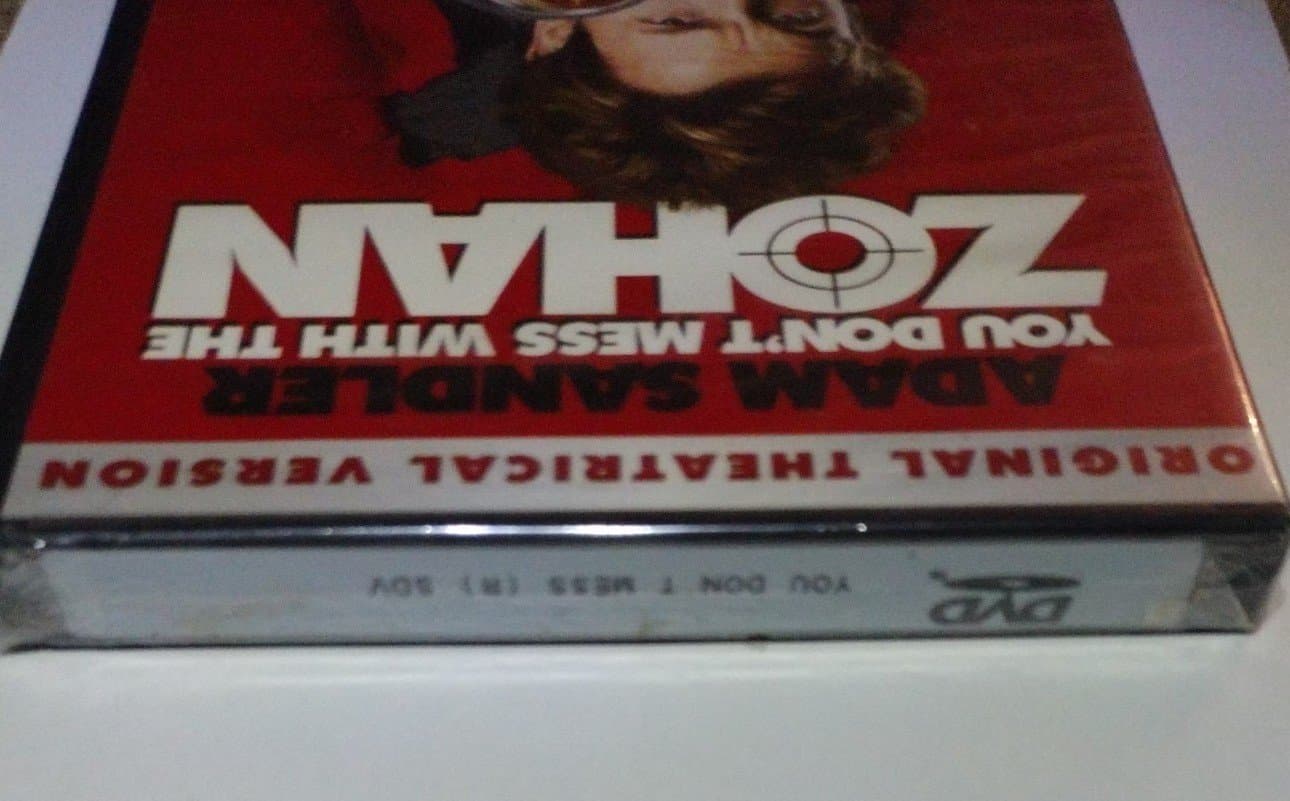 DVD
YOU DON T MESS (R) SDV
ORIGINAL THEATRICAL VERSION
ADAM SANDLER
YOU DON'T MESS WITH THE
ZOHAN